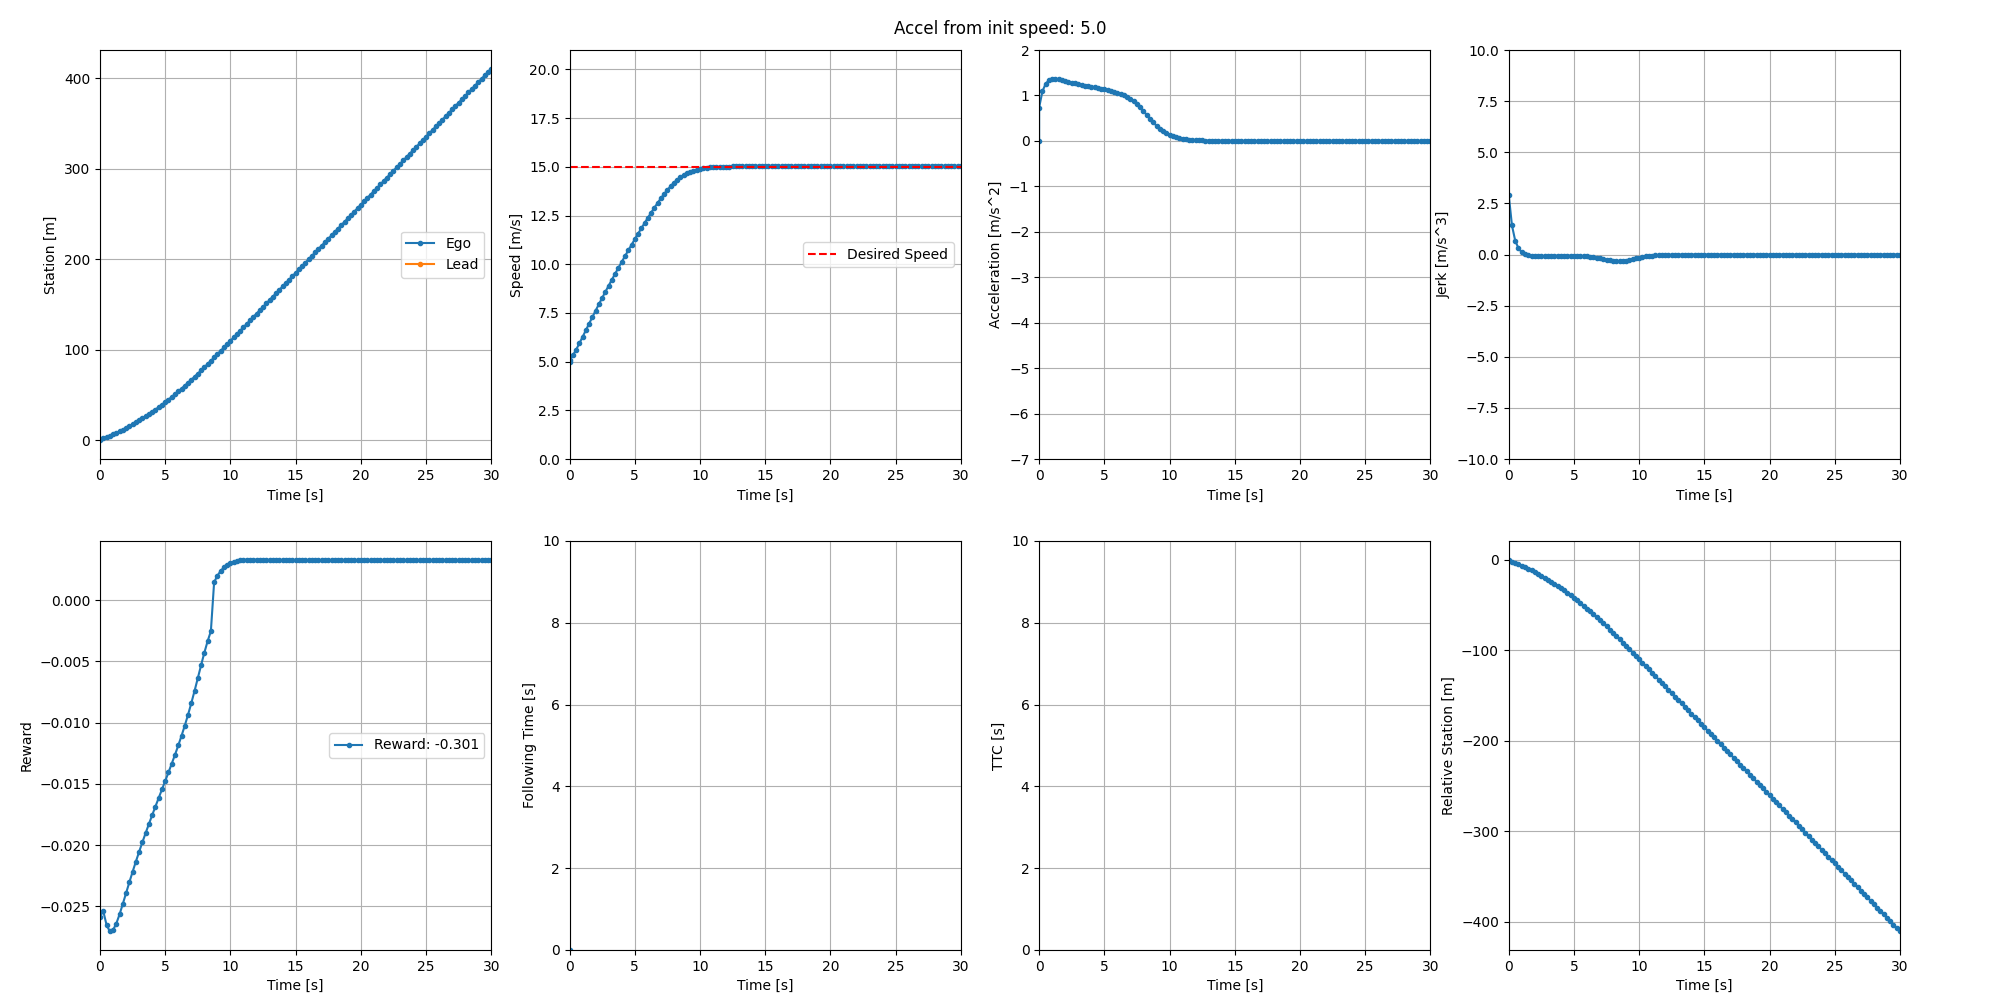 Accel from init speed: 5.0
400
300
200
100
0
0 5 10 15 20 25 30
Time [s]
Station [m]
Ego
Lead
20.0
17.5
15.0
12.5
10.0
7.5
5.0
2.5
0.0
0 5 10 15 20 25 30
Time [s]
Speed [m/s]
Desired Speed
2
1
0
−1
−2
−3
−4
−5
−6
−7
0 5 10 15 20 25 30
Time [s]
Acceleration [m/s^2]
10.0
7.5
5.0
2.5
0.0
−2.5
−5.0
−7.5
−10.0
0 5 10 15 20 25 30
Time [s]
Jerk [m/s^3]
0.000
−0.005
−0.010
−0.015
−0.020
−0.025
0 5 10 15 20 25 30
Time [s]
Reward
Reward: -0.301
10
8
6
4
2
0
0 5 10 15 20 25 30
Time [s]
Following Time [s]
10
8
6
4
2
0
0 5 10 15 20 25 30
Time [s]
TTC [s]
0
−100
−200
−300
−400
0 5 10 15 20 25 30
Time [s]
Relative Station [m]